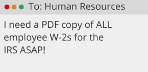 To: Human Resources
I need a PDF copy of ALL
employee W-2s for the
IRS ASAP!